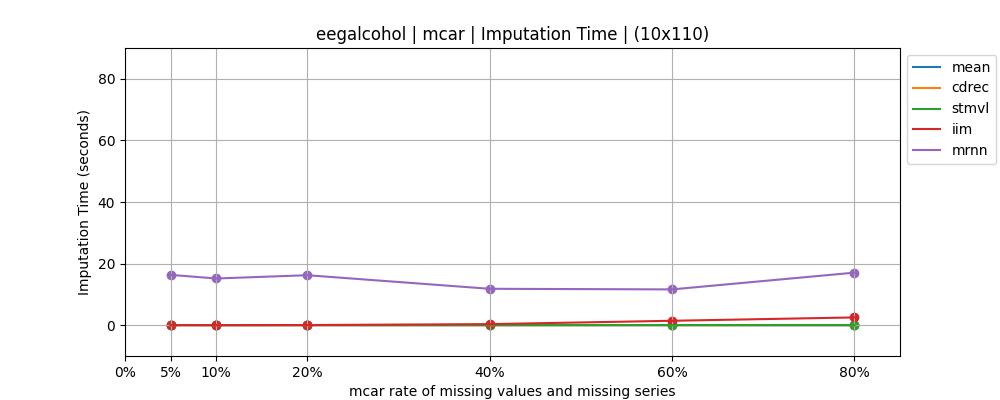 eegalcohol | mcar | Imputation Time | (10x110)
mean
cdrec
stmvl
iim
mrnn
Imputation Time (seconds)
80
60
40
20
0
0% 5% 10% 20% 40% 60% 80%
mcar rate of missing values and missing series